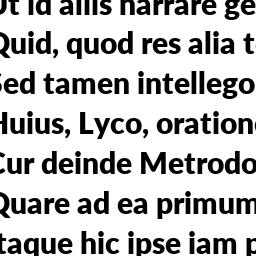 Ut id aliis narrare ge
Quid, quod res alia t
Sed tamen intellego
Huius, Lyco, oration
Cur deinde Metrodo
Quare ad ea primum
Itaque hic ipse iam p